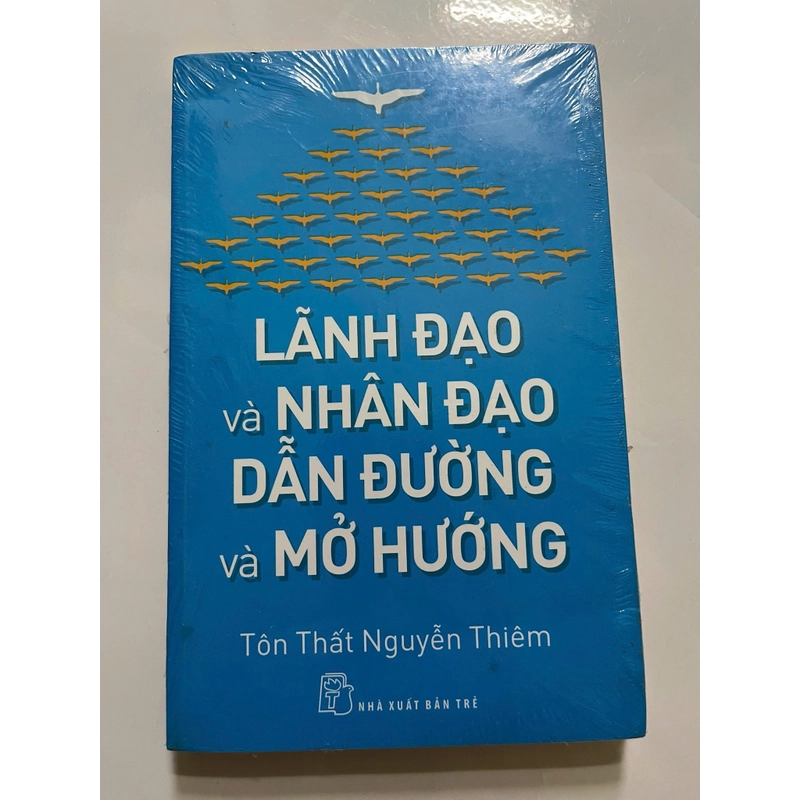 LÃNH ĐẠO
và NHÂN ĐẠO
DẪN ĐƯỜNG
và MỞ HƯỚNG
Tôn Thất Nguyễn Thiêm
NHÀ XUẤT BẢN TRẺ